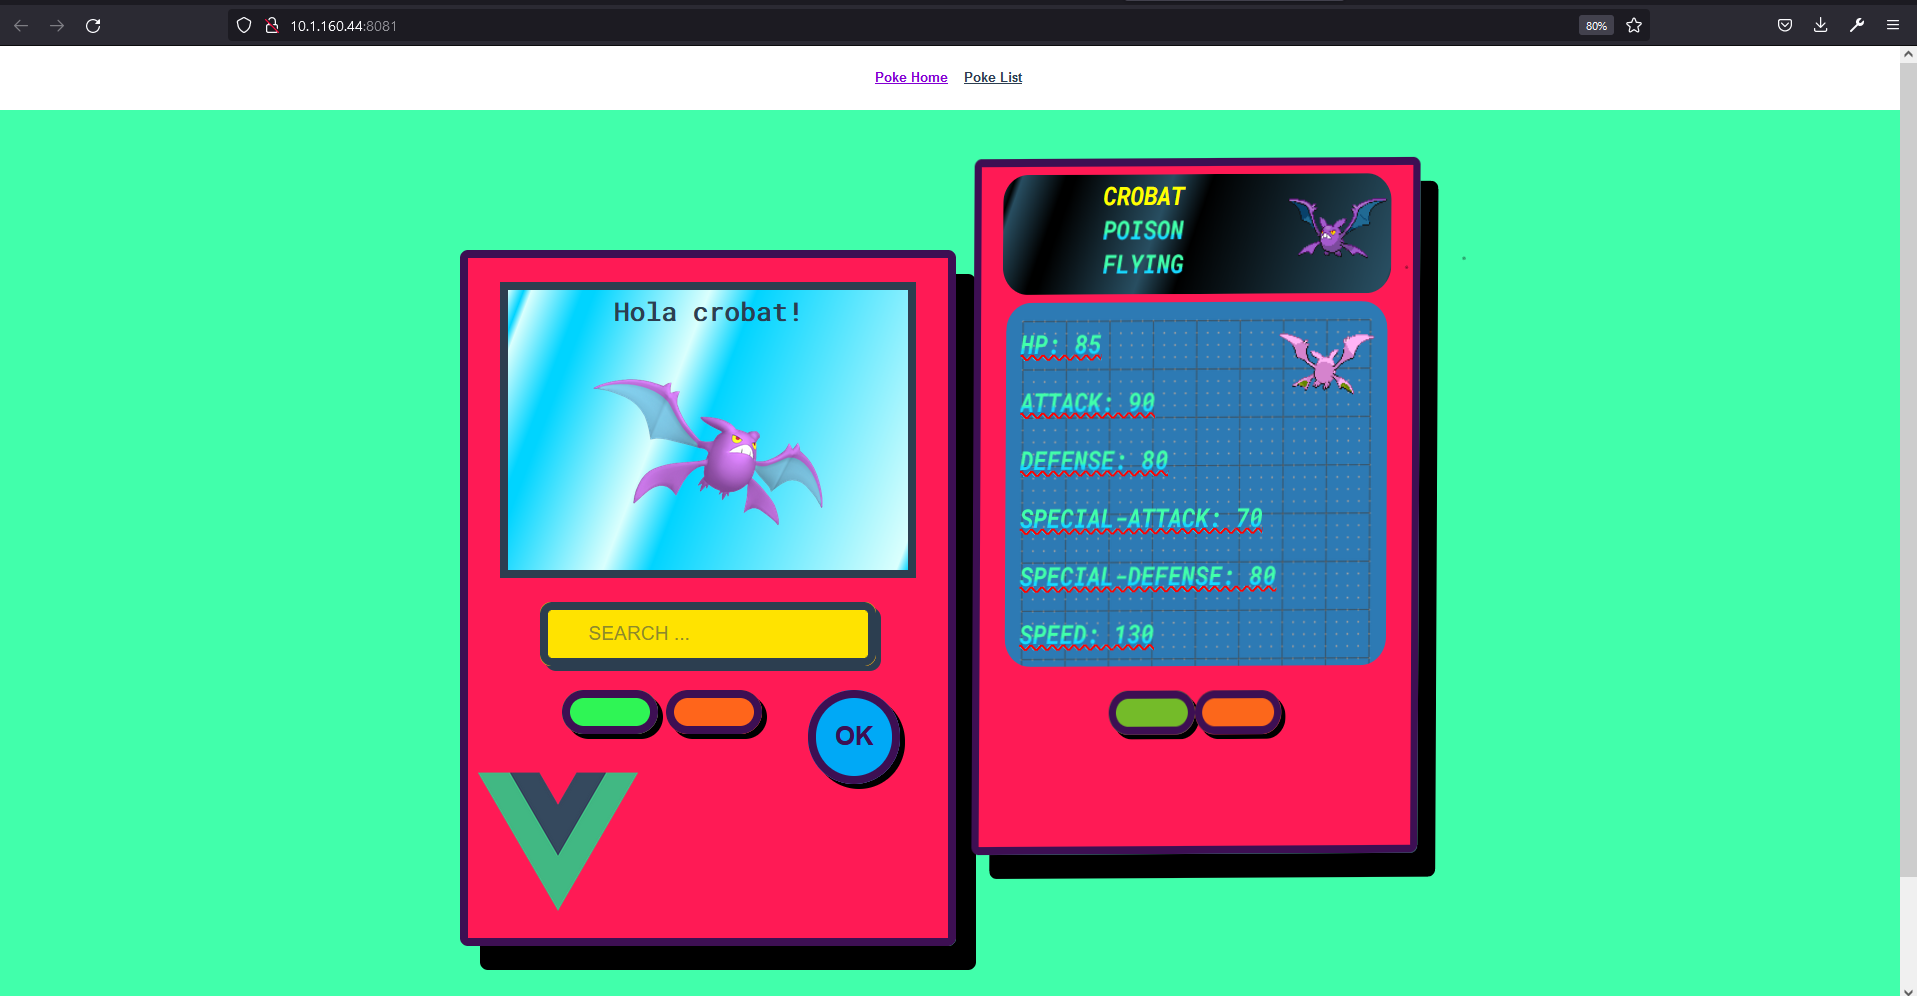 10.1.160.44:8081
80%
Poke Home Poke List
Hola crobat!
SEARCH ...
OK
CROBAT
POISON
FLYING
HP: 85
ATTACK: 90
DEFENSE: 80
SPECIAL-ATTACK: 70
SPECIAL-DEFENSE: 80
SPEED: 130